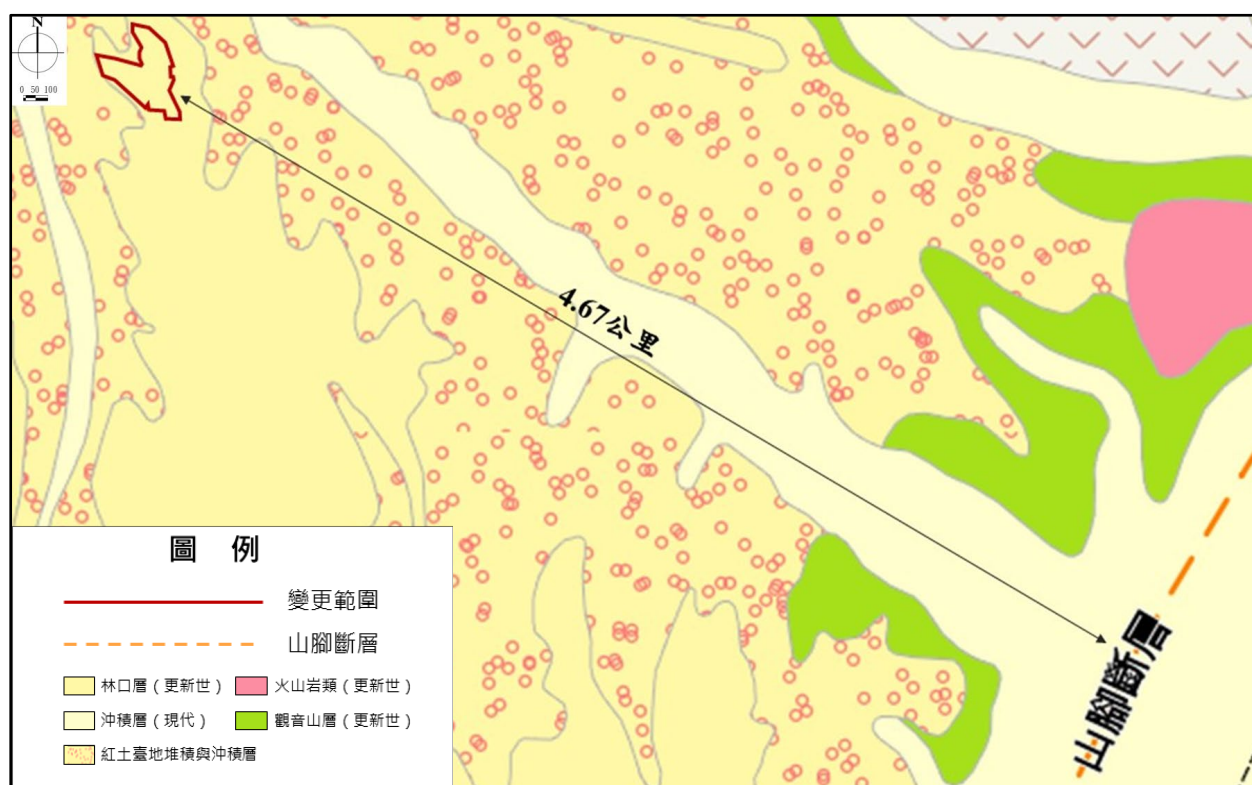 N
0 50 100
4.67公里
山腳斷層
圖 例
變更範圍
山腳斷層
林口層（更新世） 火山岩類（更新世）
沖積層（現代） 觀音山層（更新世）
紅土臺地堆積與沖積層